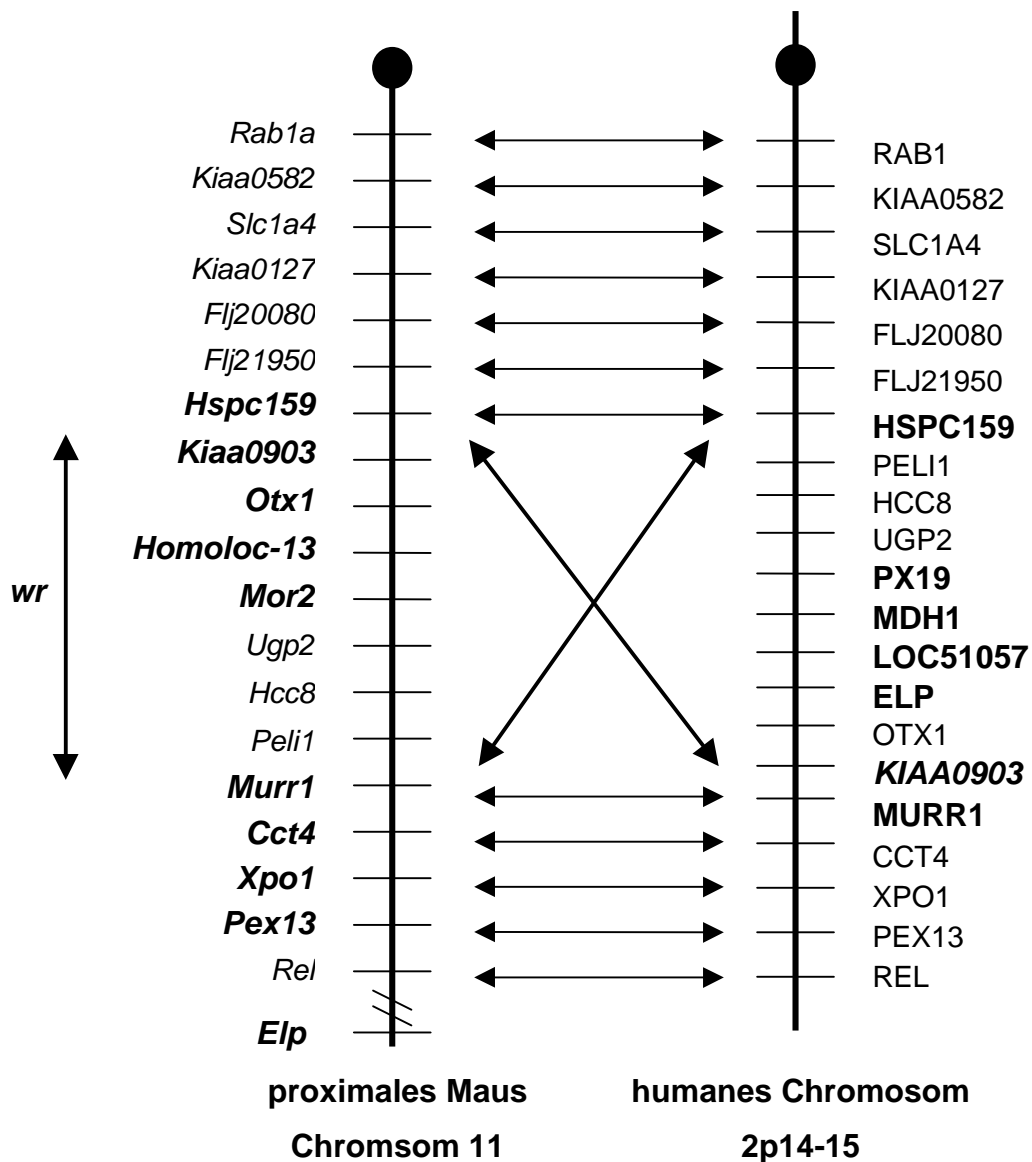 Rab1a
Kiaa0582
Slc1a4
Kiaa0127
Flj20080
Flj21950
Hspc159
Kiaa0903
Otx1
Homoloc-13
Mor2
Ugp2
Hcc8
Peli1
Murr1
Cct4
Xpo1
Pex13
Rel
Elp
wr
RAB1
KIAA0582
SLC1A4
KIAA0127
FLJ20080
FLJ21950
HSPC159
PELI1
HCC8
UGP2
PX19
MDH1
LOC51057
ELP
OTX1
KIAA0903
MURR1
CCT4
XPO1
PEX13
REL
proximales Maus
Chromsom 11
humanes Chromosom
2p14-15